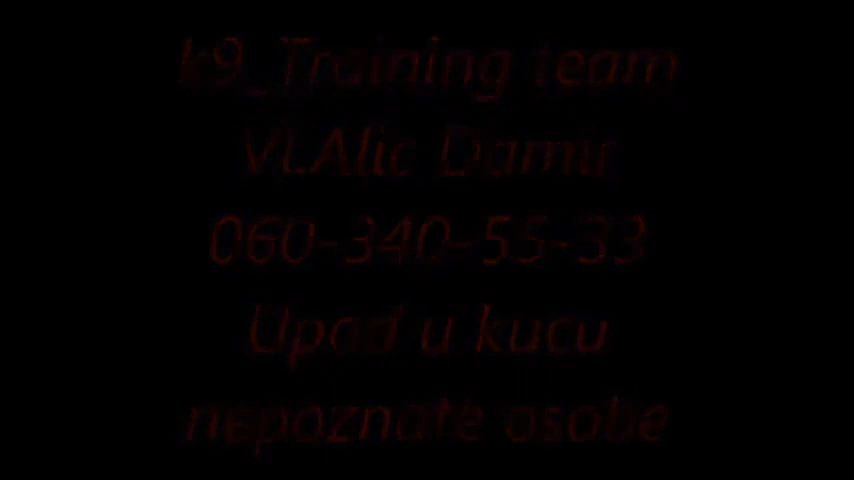 k9_Training team
VLAlic Damir
060-340-55-33
Upad u kucu
nepoznate osobe